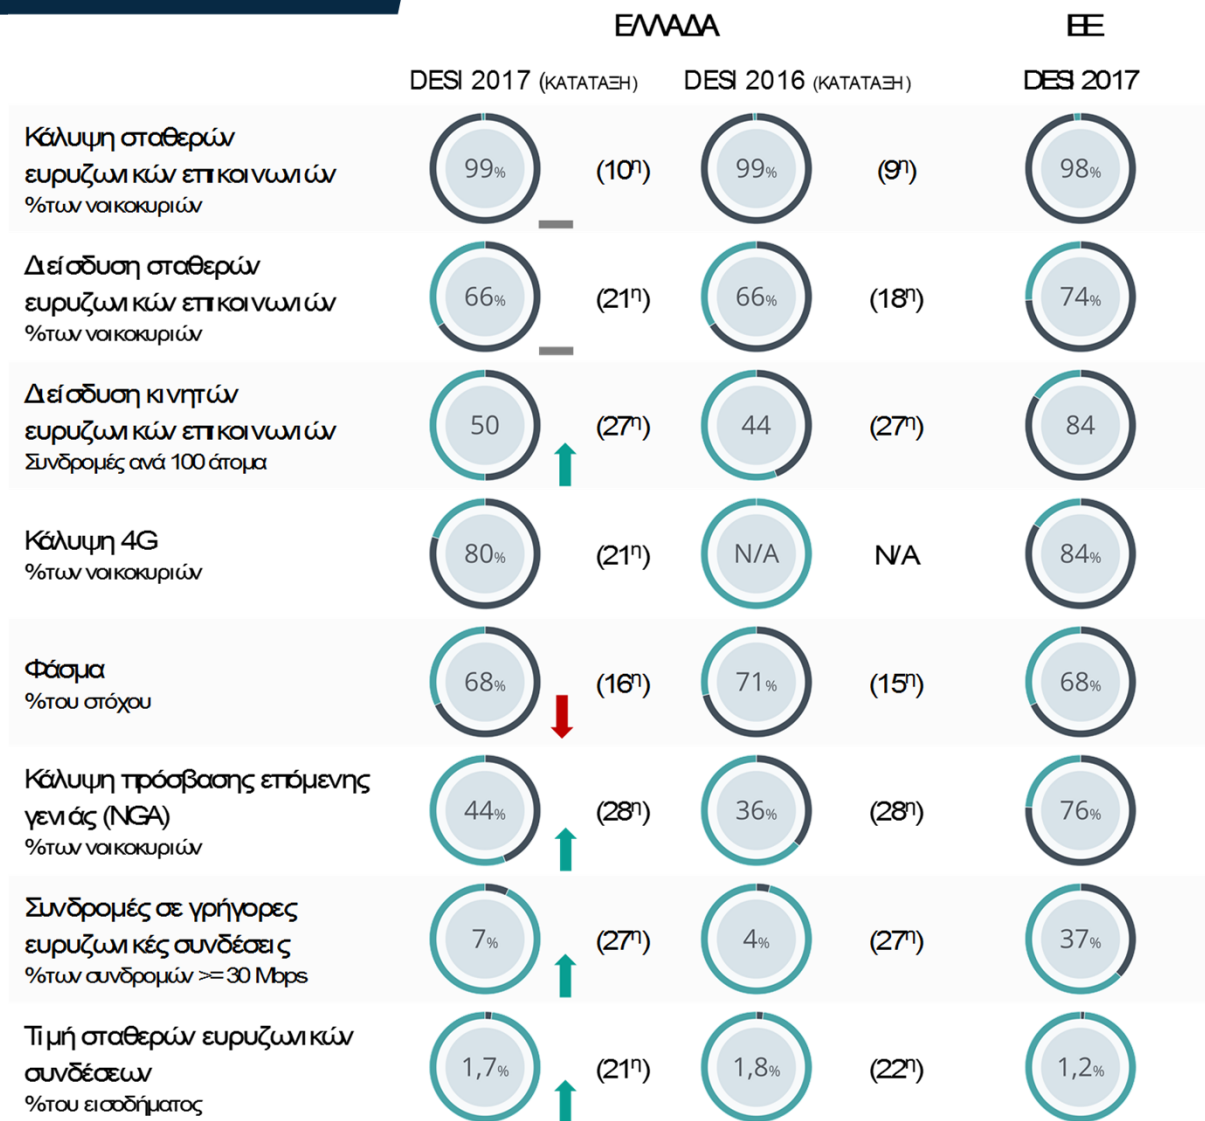 ΕΛΛΑΔΑ ΕΕ
DESI 2017 (ΚΑΤΑΤΑΞΗ) DESI 2016 (ΚΑΤΑΤΑΞΗ) DESI 2017
Κάλυψη σταθερών
ευρυζωνικών επικοινωνιών
%των νοικοκυριών
99% (10η) 99% (9η) 98%
Διείσδυση σταθερών
ευρυζωνικών επικοινωνιών
%των νοικοκυριών
66% (21η) 66% (18η) 74%
Διείσδυση κινητών
ευρυζωνικών επικοινωνιών
Συνδρομές ανά 100 άτομα
50 (27η) 44 (27η) 84
Κάλυψη 4G
%των νοικοκυριών
80% (21η) N/A N/A 84%
Φάσμα
%του στόχου
68% (16η) 71% (15η) 68%
Κάλυψη πρόσβασης επόμενης
γενιάς (NGA)
%των νοικοκυριών
44% (28η) 36% (28η) 76%
Συνδρομές σε γρήγορες
ευρυζωνικές συνδέσεις
%των συνδρομών >= 30 Mbps
7% (27η) 4% (27η) 37%
Τιμή σταθερών ευρυζωνικών
συνδέσεων
%του εισοδήματος
1,7% (21η) 1,8% (22η) 1,2%